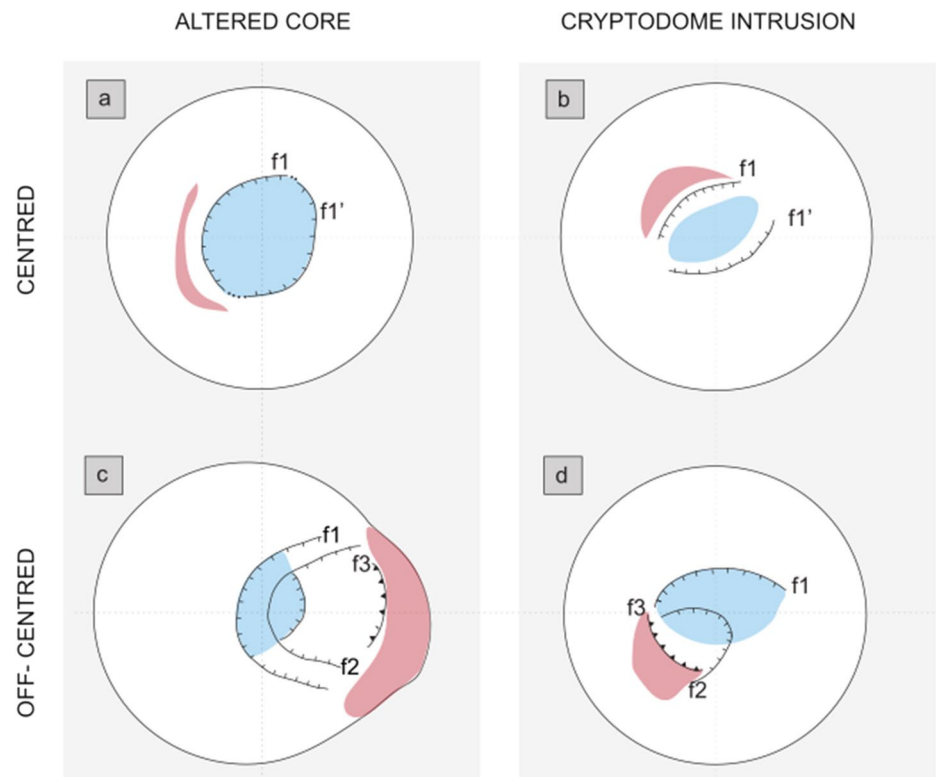 ALTERED CORE
CRYPTODOME INTRUSION
CENTRED
a
f1
f1’
b
f1
f1’
OFF- CENTRED
c
f1
f3
f2
d
f1
f3
f2